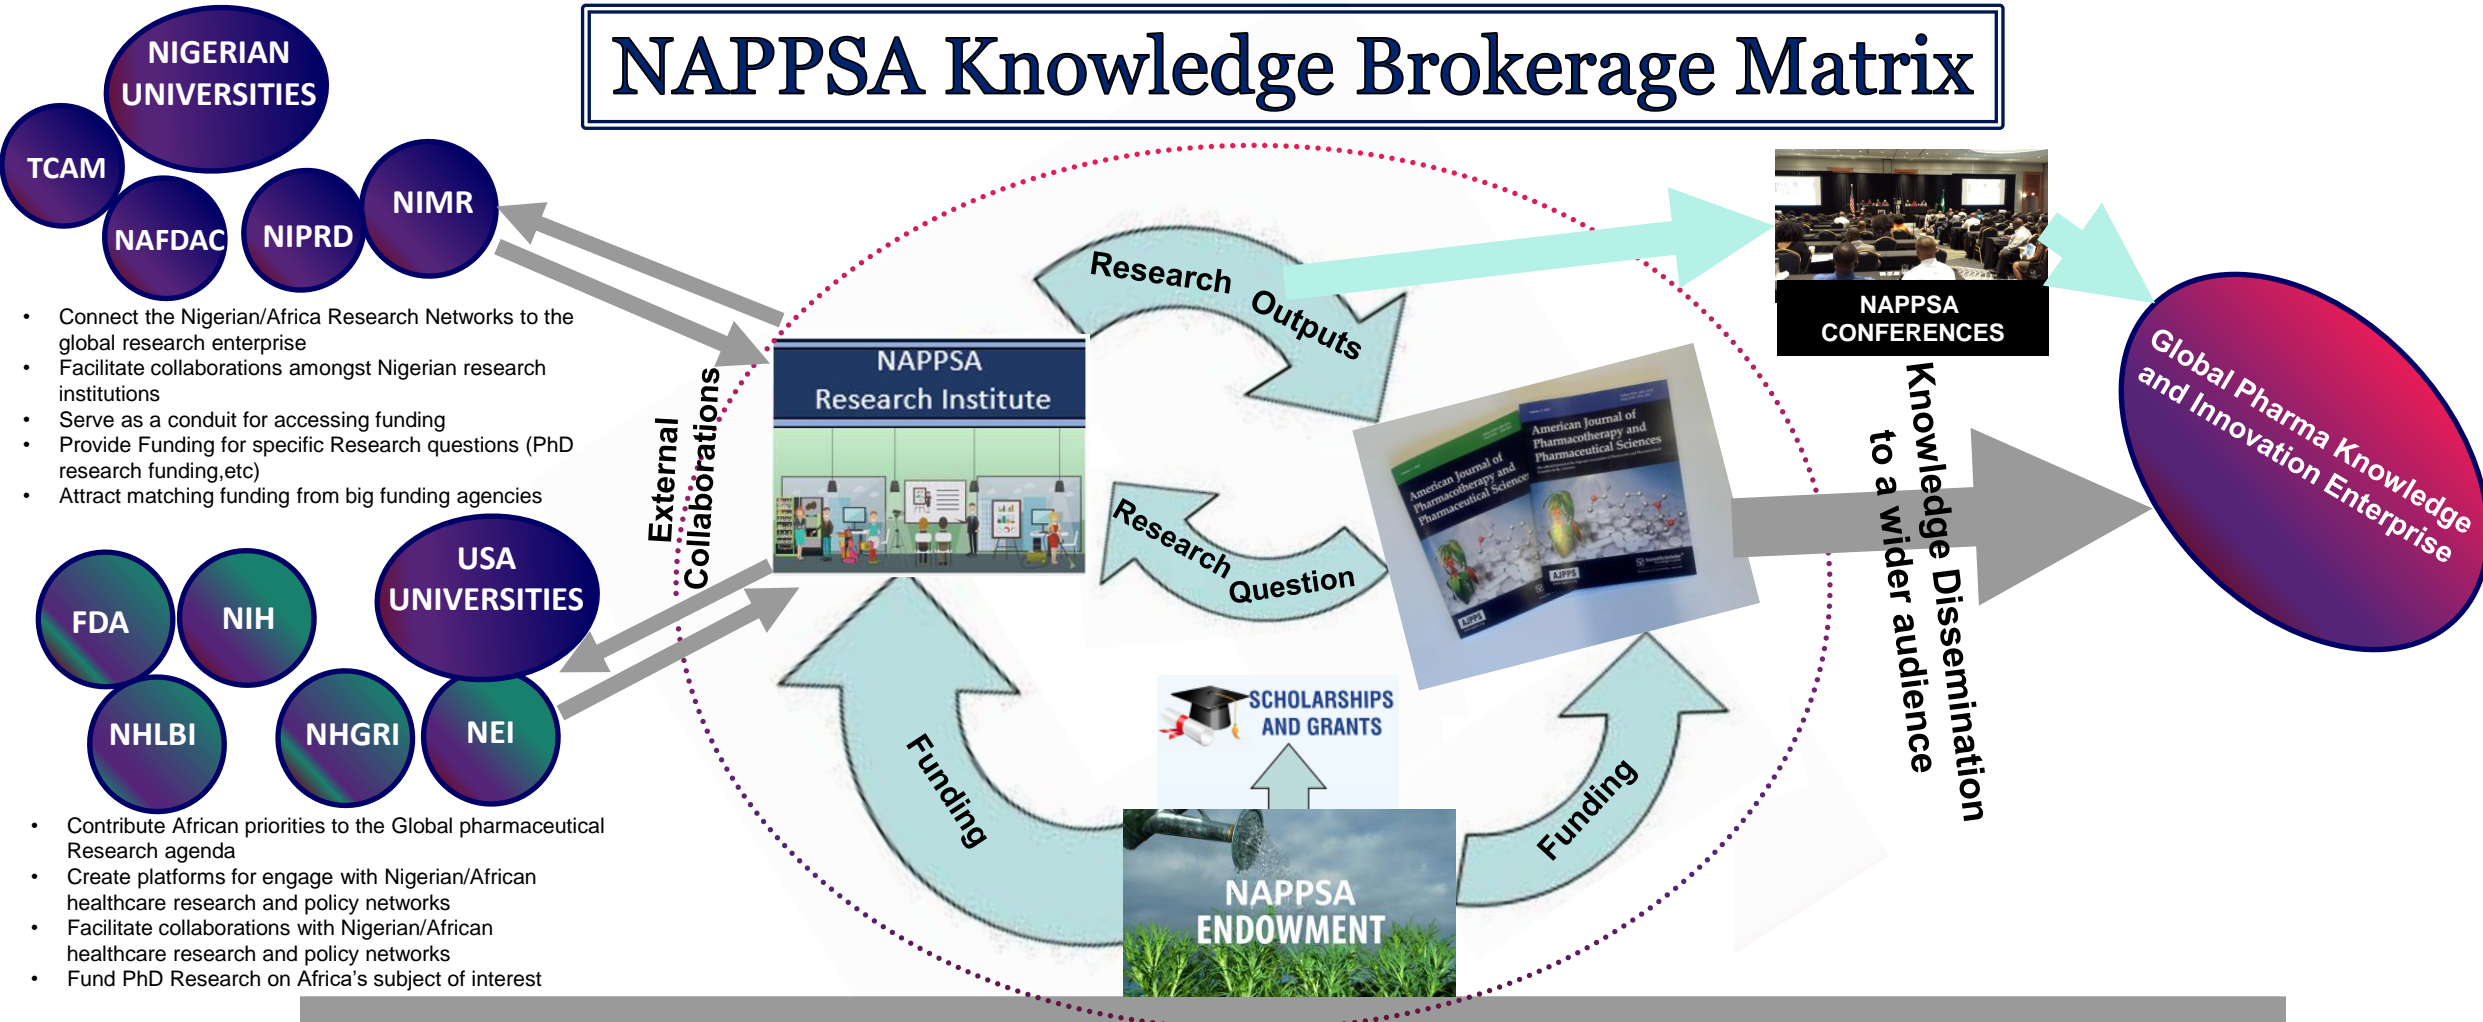 NAPPSA Knowledge Brokerage Matrix
NIGERIAN
UNIVERSITIES
TCAM
NAFDAC
NIPRD
NIMR
• Connect the Nigerian/Africa Research Networks to the
global research enterprise
• Facilitate collaborations amongst Nigerian research
institutions
• Serve as a conduit for accessing funding
• Provide Funding for specific Research questions (PhD
research funding,etc)
• Attract matching funding from big funding agencies
USA
UNIVERSITIES
FDA
NIH
NHLBI
NHGRI
NEI
• Contribute African priorities to the Global pharmaceutical
Research agenda
• Create platforms for engage with Nigerian/African
healthcare research and policy networks
• Facilitate collaborations with Nigerian/African
healthcare research and policy networks
• Fund PhD Research on Africa's subject of interest
External
Collaborations
NAPPSA
Research Institute
Research Outputs
Research Question
American Journal of
Pharmacotherapy and
Pharmaceutical Sciences
AJPPS
American Journal of
Pharmacotherapy and
Pharmaceutical Sciences
AJPPS
Funding
SCHOLARSHIPS
AND GRANTS
NAPPSA
ENDOWMENT
Funding
NAPPSA
CONFERENCES
Knowledge Dissemination
to a wider audience
Global Pharma Knowledge
and Innovation Enterprise